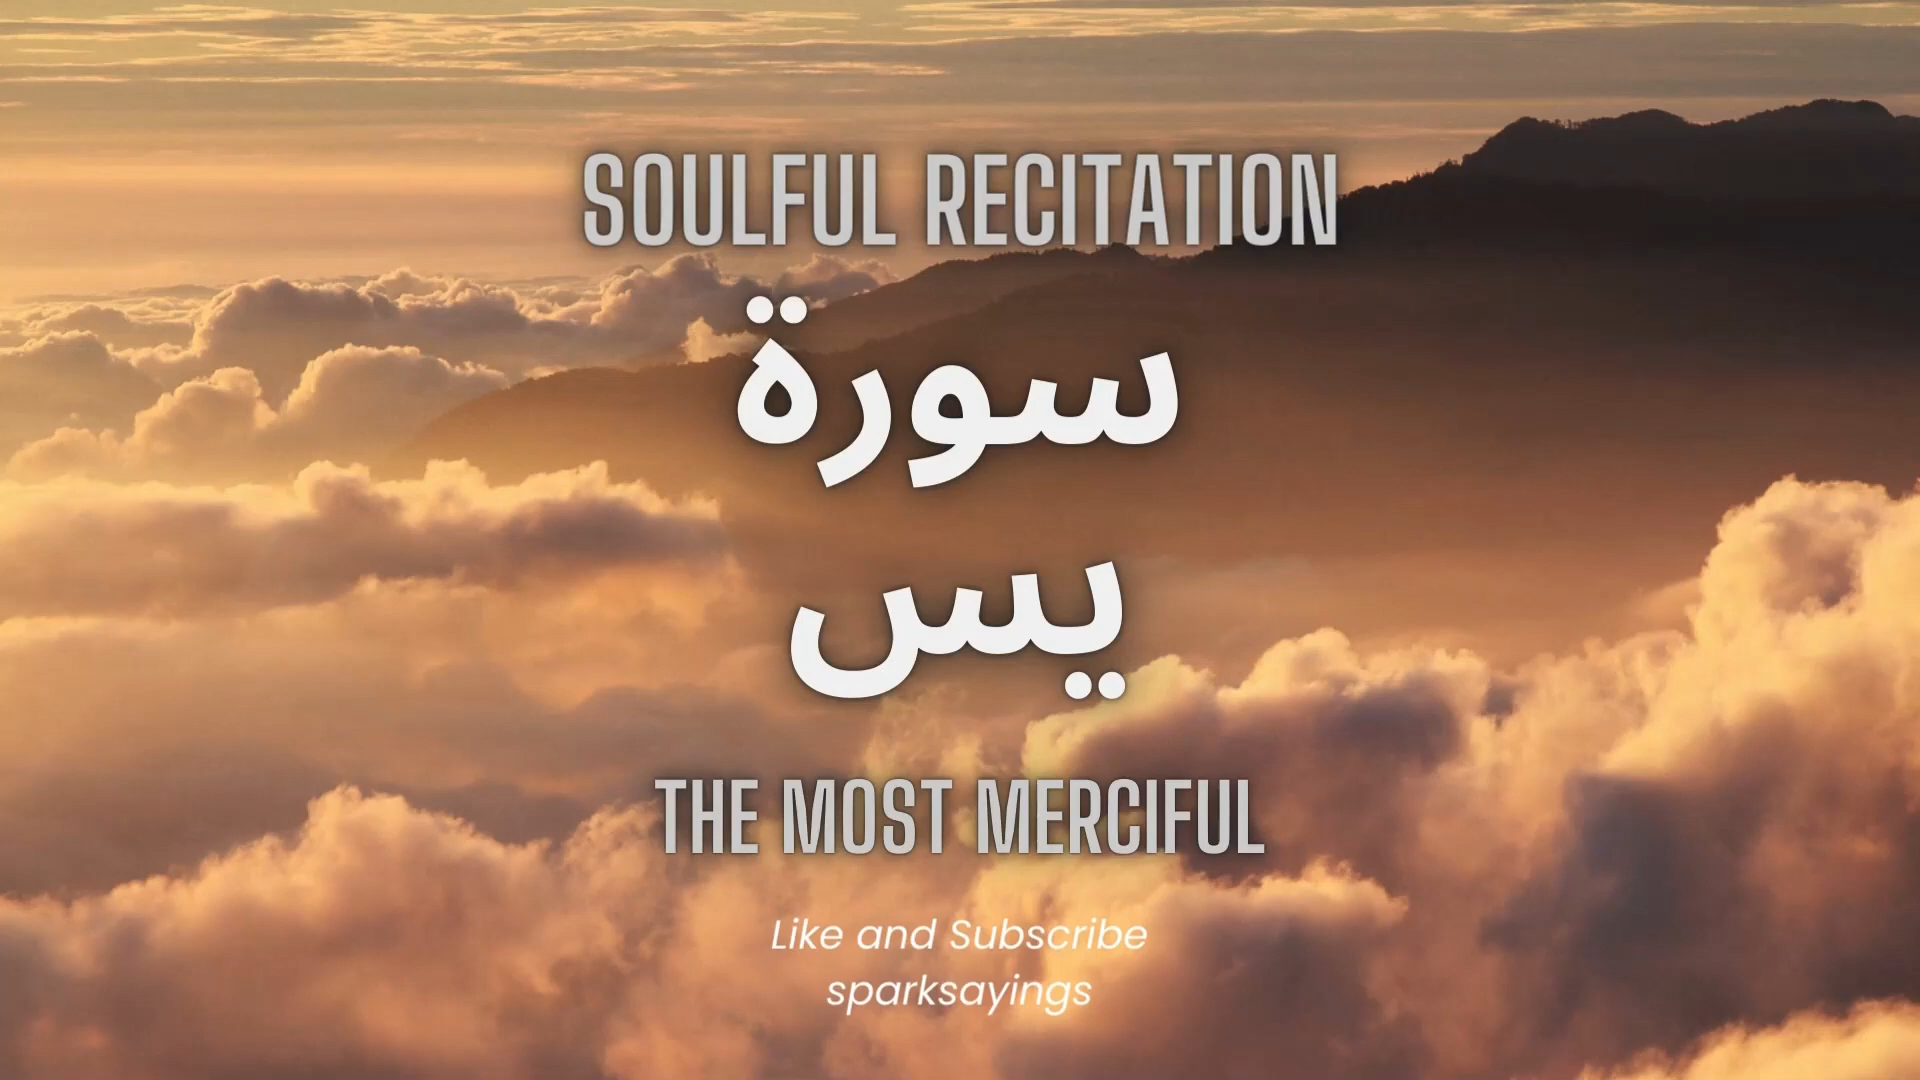 SOULFUL RECITATION
سورة
يس
THE MOST MERCIFUL
Like and Subscribe
sparksayings